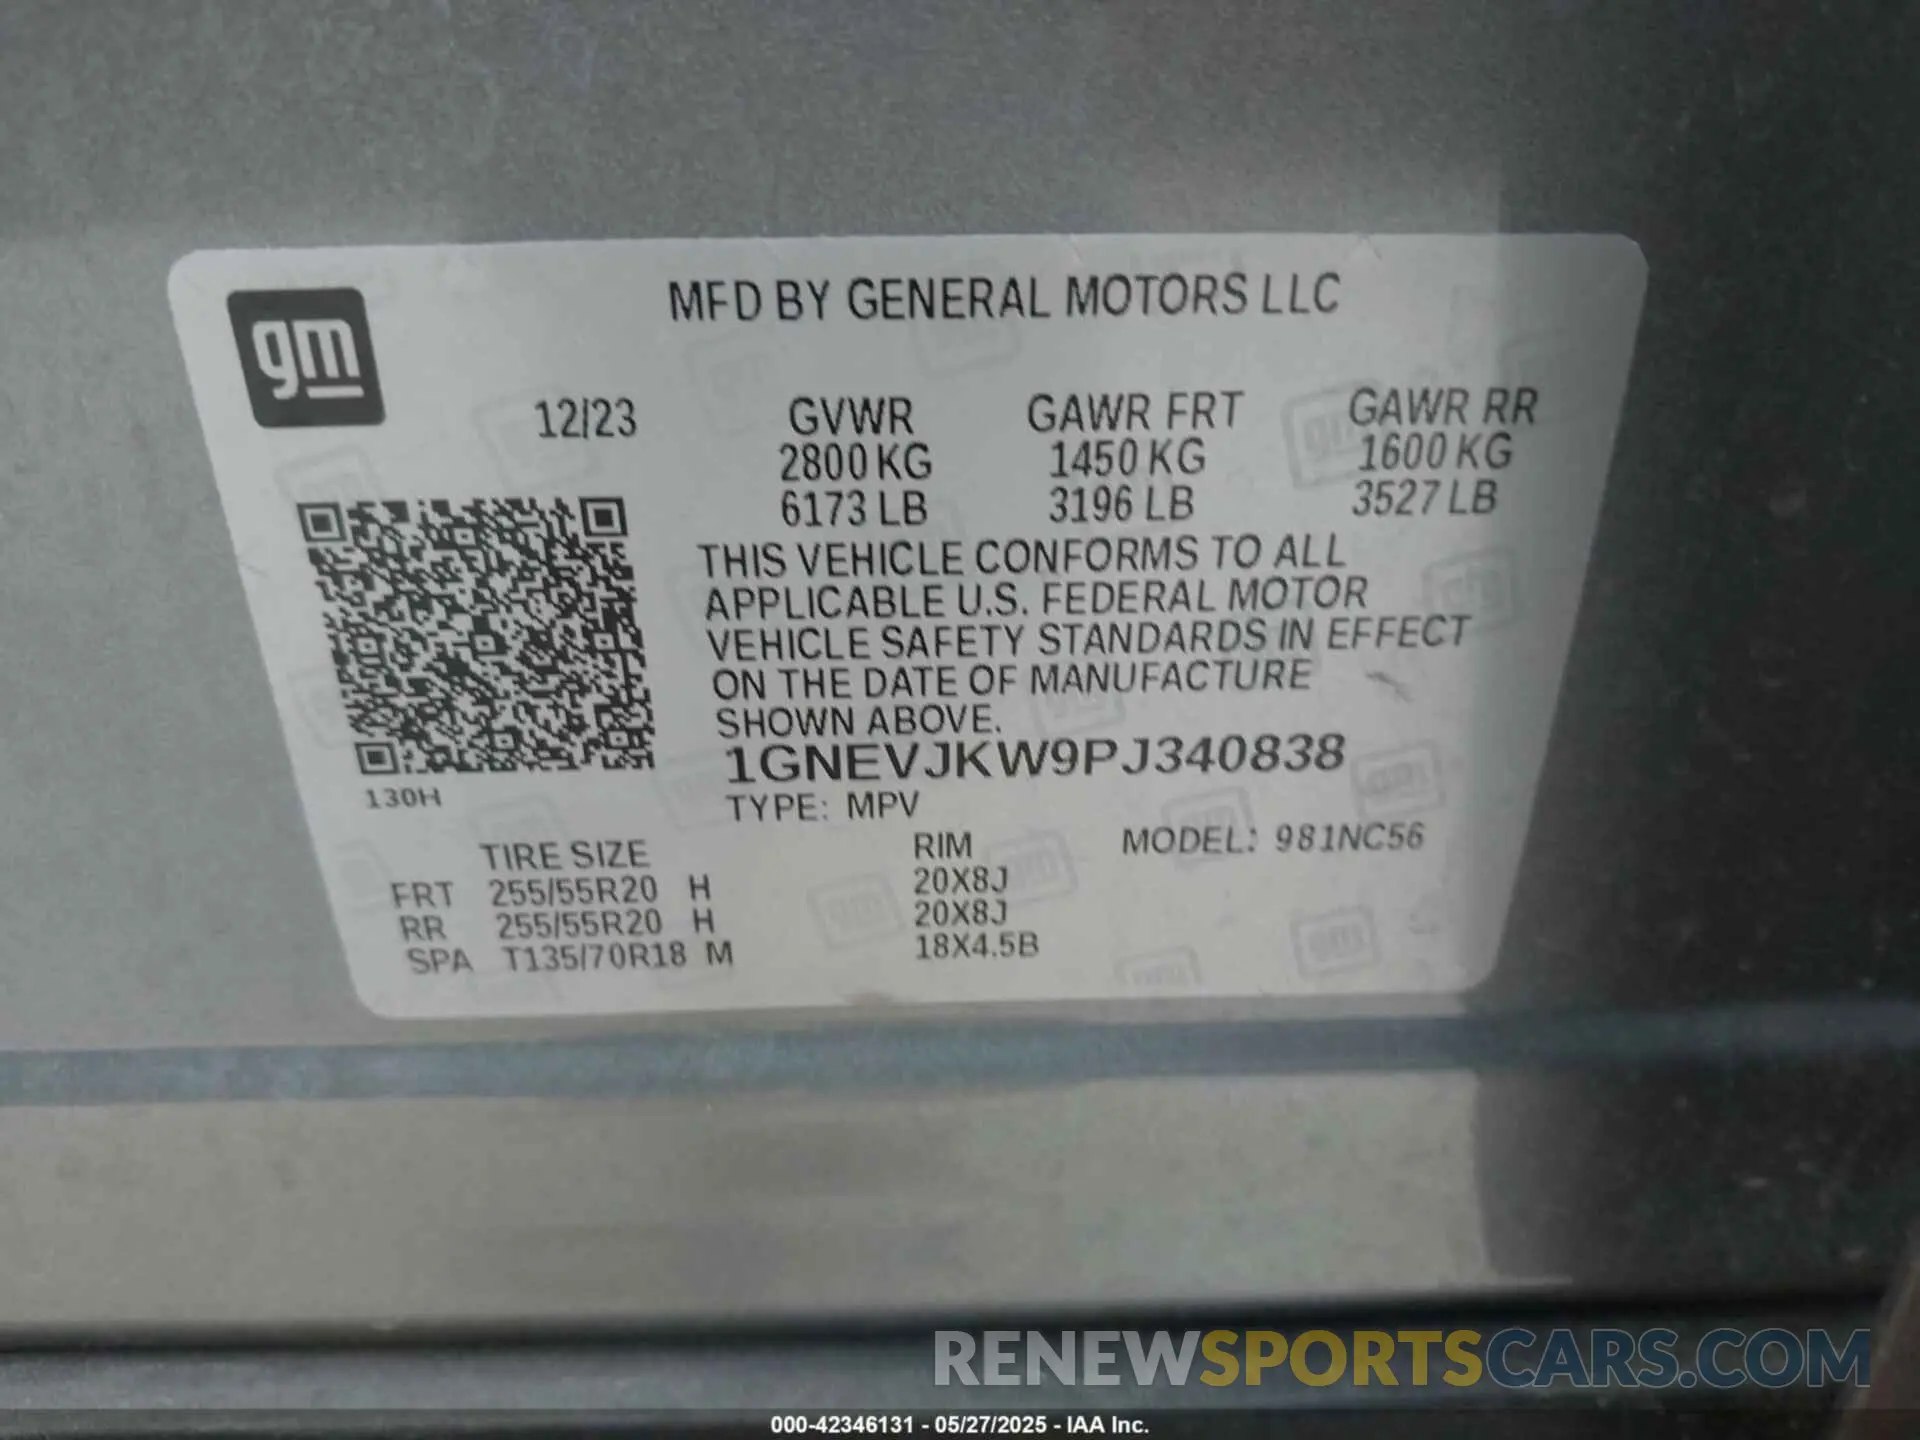 MFD BY GENERAL MOTORS LLC
gm
12/23 GVWR GAWR FRT GAWR RR
2800 KG 1450 KG 1600 KG
6173 LB 3196 LB 3527 LB
THIS VEHICLE CONFORMS TO ALL
APPLICABLE U.S. FEDERAL MOTOR
VEHICLE SAFETY STANDARDS IN EFFECT
ON THE DATE OF MANUFACTURE
SHOWN ABOVE.
1GNEVJKW9PJ340838
130H
TYPE: MPV
TIRE SIZE RIM MODEL: 981NC56
FRT 255/55R20 H 20X8J
RR 255/55R20 H 20X8J
SPA T135/70R18 M 18X4.5B
RENEWSPORTSCARS.COM
000-42346131 - 05/27/2025 - IAA Inc.